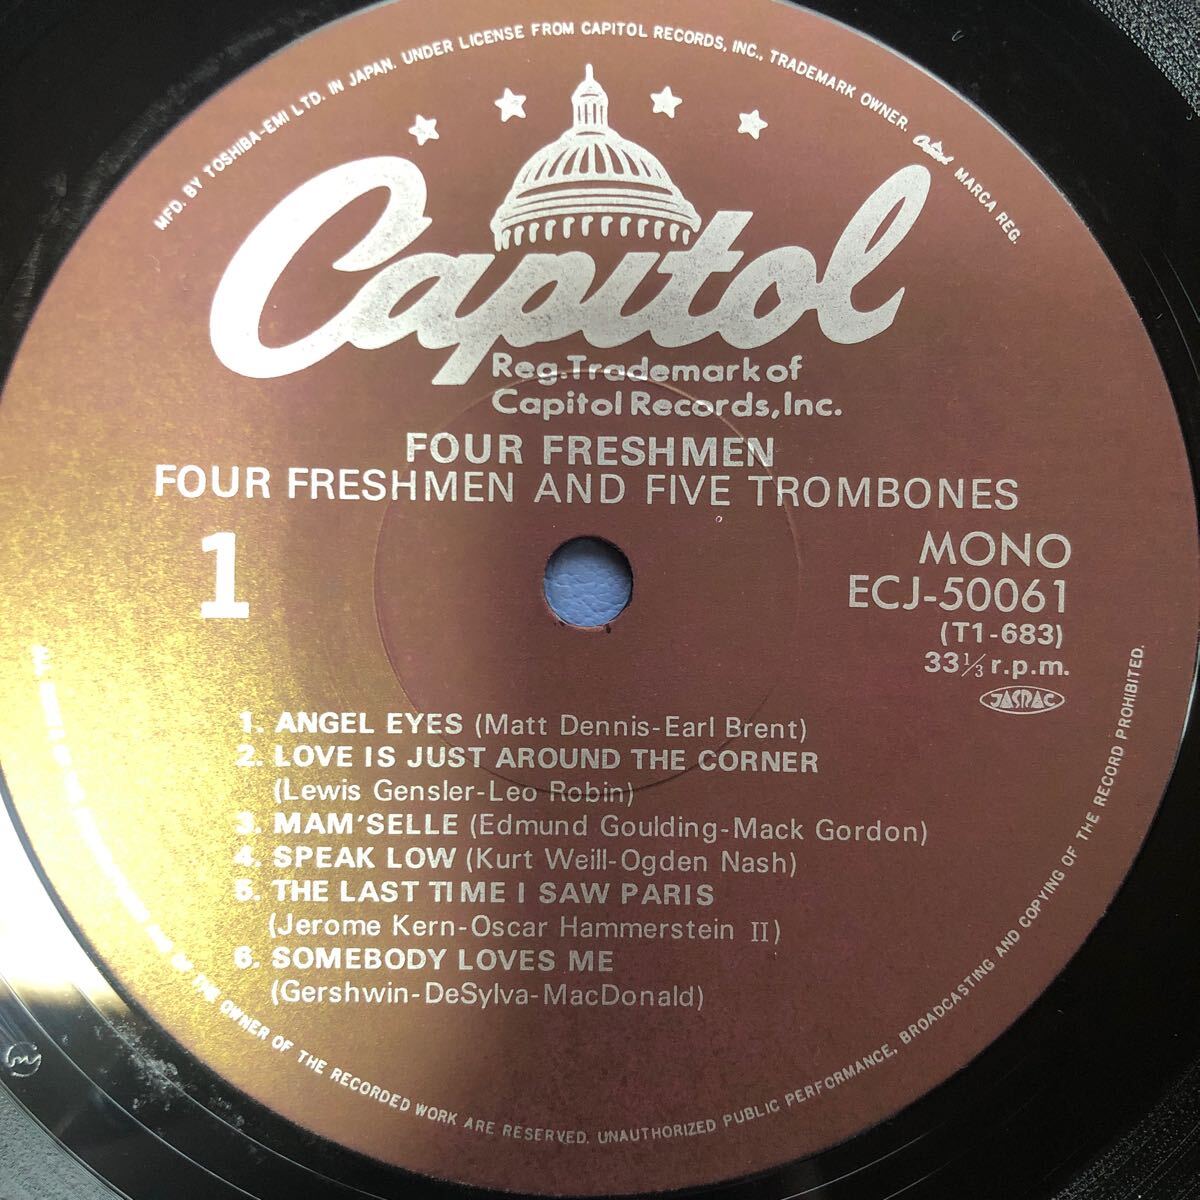 MFD. BY TOSHIBA-EMI LTD. IN JAPAN. UNDER LICENSE FROM CAPITOL RECORDS, INC., TRADEMARK OWNER. Capitol MARCA REG.
Capitol
Reg.Trademark of
Capitol Records,Inc.
FOUR FRESHMEN
FOUR FRESHMEN AND FIVE TROMBONES
1
MONO
ECJ-50061
(T1-683)
33⅓ r.p.m.
JASRAC
1. ANGEL EYES (Matt Dennis-Earl Brent)
2. LOVE IS JUST AROUND THE CORNER
(Lewis Gensler-Leo Robin)
3. MAM'SELLE (Edmund Goulding-Mack Gordon)
4. SPEAK LOW (Kurt Weill-Ogden Nash)
5. THE LAST TIME I SAW PARIS
(Jerome Kern-Oscar Hammerstein II)
6. SOMEBODY LOVES ME
(Gershwin-DeSylva-MacDonald)
OF THE OWNER OF THE RECORDED WORK ARE RESERVED. UNAUTHORIZED PUBLIC PERFORMANCE, BROADCASTING AND COPYING OF THE RECORD PROHIBITED.